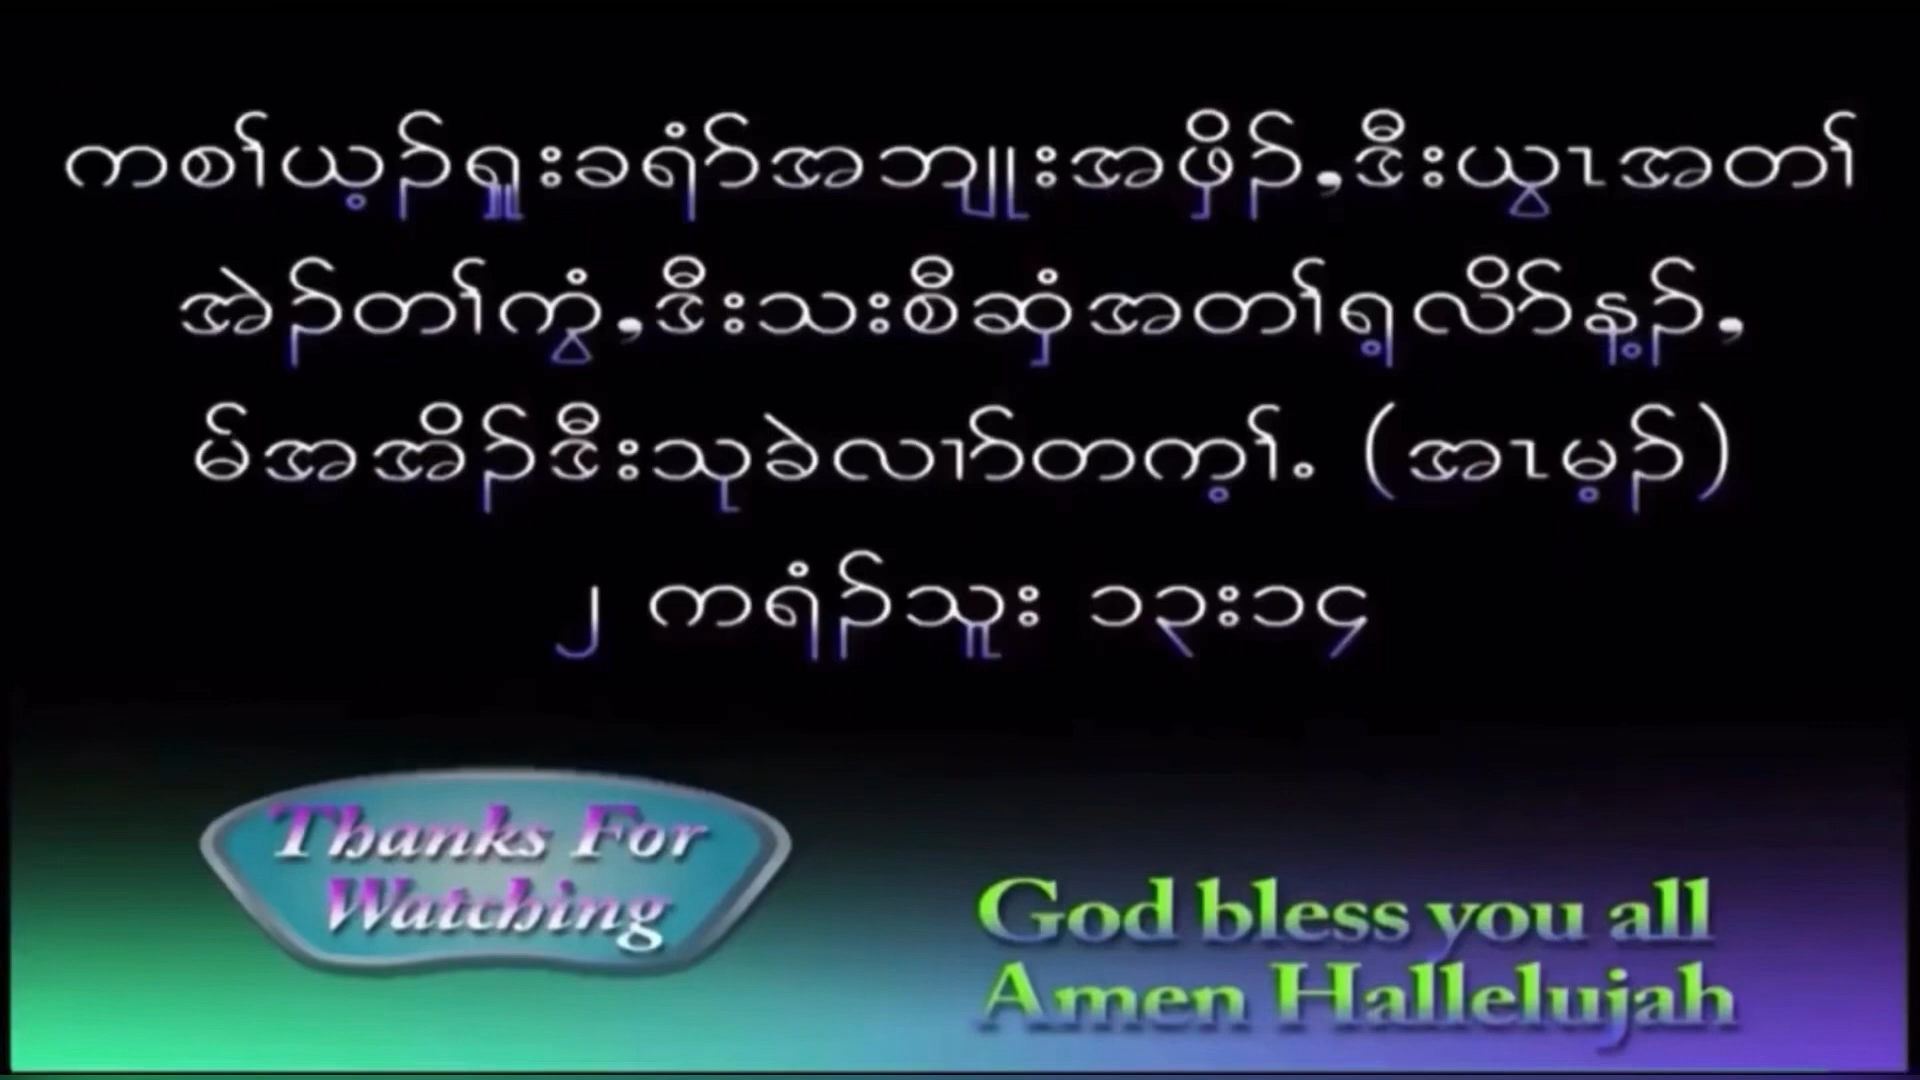 ကစၢ်ယ့ၣ်ရှူးခရံာ်အဘျုးအဖှိၣ်,ဒီးယွၤအတၢ်
အဲၣ်တၢ်ကွံ,ဒီးသးစီဆှံအတၢ်ရ့လိာ်န့ၣ်,
မ်အအိၣ်ဒီးသုခဲလၢာ်တက့ၢ်. (အၤမ့ၣ်)
၂ ကရံၣ်သူး ၁၃း၁၄
Thanks For
Watching
God bless you all
Amen Hallelujah